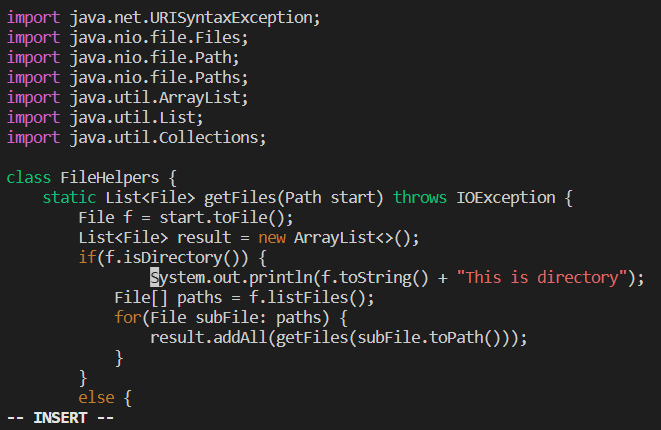 import java.net.URISyntaxException;
import java.nio.file.Files;
import java.nio.file.Path;
import java.nio.file.Paths;
import java.util.ArrayList;
import java.util.List;
import java.util.Collections;

class FileHelpers {
    static List<File> getFiles(Path start) throws IOException {
        File f = start.toFile();
        List<File> result = new ArrayList<>();
        if(f.isDirectory()) {
                System.out.println(f.toString() + "This is directory");
            File[] paths = f.listFiles();
            for(File subFile: paths) {
                result.addAll(getFiles(subFile.toPath()));
            }
        }
        else {
-- INSERT --